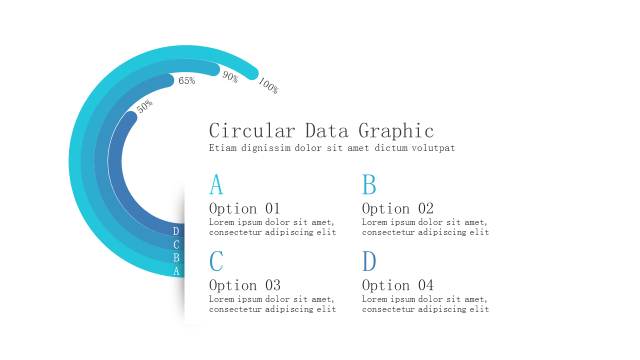 100%
90%
65%
50%
D
C
B
A
Circular Data Graphic
Etiam dignissim dolor sit amet dictum volutpat
A
Option 01
Lorem ipsum dolor sit amet,
consectetur adipiscing elit
B
Option 02
Lorem ipsum dolor sit amet,
consectetur adipiscing elit
C
Option 03
Lorem ipsum dolor sit amet,
consectetur adipiscing elit
D
Option 04
Lorem ipsum dolor sit amet,
consectetur adipiscing elit